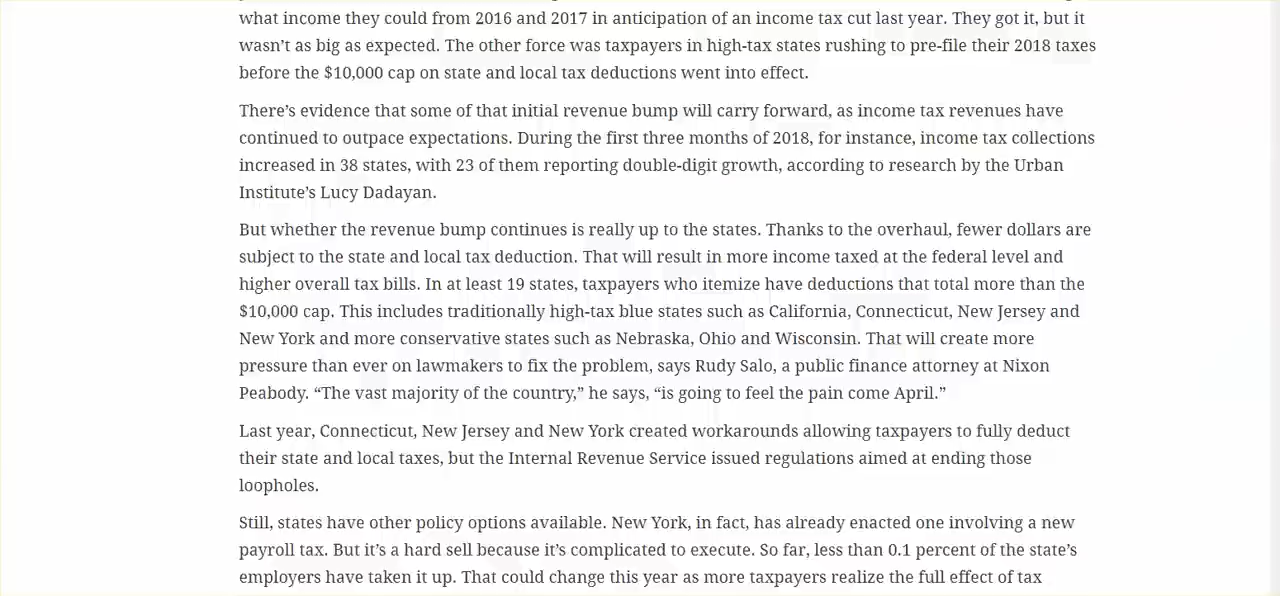 what income they could from 2016 and 2017 in anticipation of an income tax cut last year. They got it, but it
wasn’t as big as expected. The other force was taxpayers in high-tax states rushing to pre-file their 2018 taxes
before the $10,000 cap on state and local tax deductions went into effect.
There’s evidence that some of that initial revenue bump will carry forward, as income tax revenues have
continued to outpace expectations. During the first three months of 2018, for instance, income tax collections
increased in 38 states, with 23 of them reporting double-digit growth, according to research by the Urban
Institute’s Lucy Dadayan.
But whether the revenue bump continues is really up to the states. Thanks to the overhaul, fewer dollars are
subject to the state and local tax deduction. That will result in more income taxed at the federal level and
higher overall tax bills. In at least 19 states, taxpayers who itemize have deductions that total more than the
$10,000 cap. This includes traditionally high-tax blue states such as California, Connecticut, New Jersey and
New York and more conservative states such as Nebraska, Ohio and Wisconsin. That will create more
pressure than ever on lawmakers to fix the problem, says Rudy Salo, a public finance attorney at Nixon
Peabody. “The vast majority of the country,” he says, “is going to feel the pain come April.”
Last year, Connecticut, New Jersey and New York created workarounds allowing taxpayers to fully deduct
their state and local taxes, but the Internal Revenue Service issued regulations aimed at ending those
loopholes.
Still, states have other policy options available. New York, in fact, has already enacted one involving a new
payroll tax. But it’s a hard sell because it’s complicated to execute. So far, less than 0.1 percent of the state’s
employers have taken it up. That could change this year as more taxpayers realize the full effect of tax